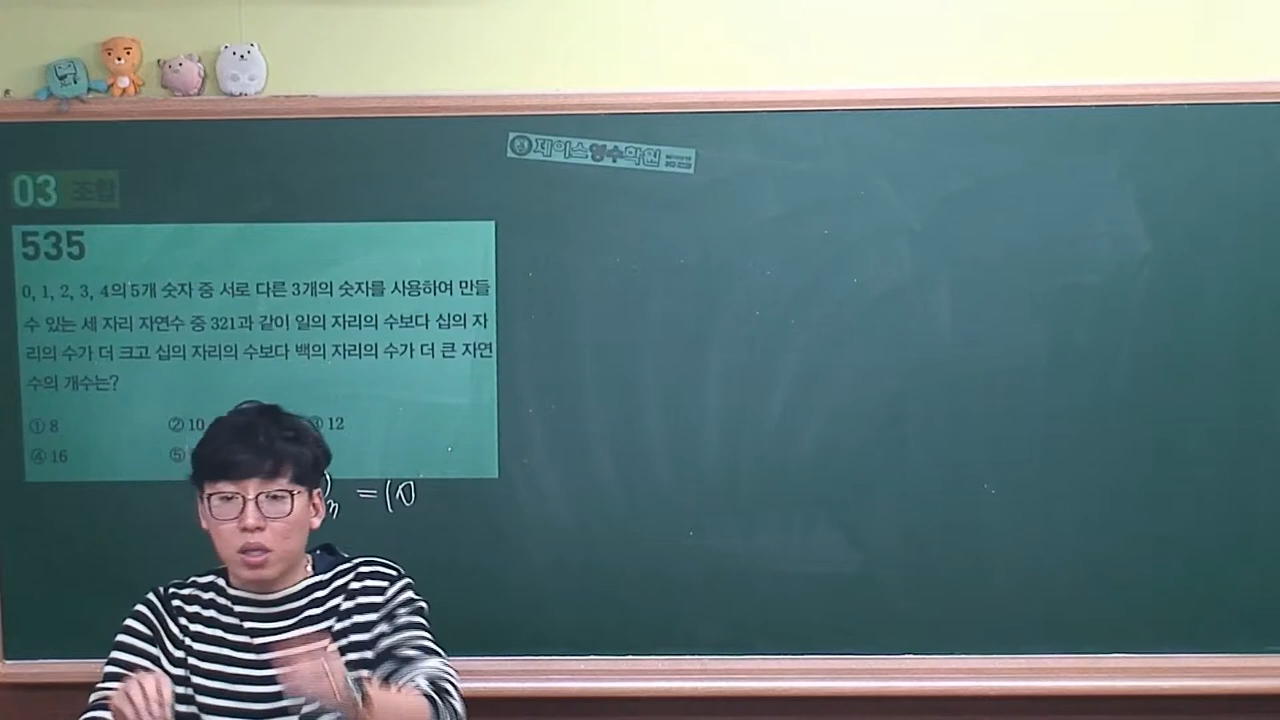 제이스영수학원
03 조합
535
0, 1, 2, 3, 4의 5개 숫자 중 서로 다른 3개의 숫자를 사용하여 만들
수 있는 세 자리 자연수 중 321과 같이 일의 자리의 수보다 십의 자
리의 수가 더 크고 십의 자리의 수보다 백의 자리의 수가 더 큰 자연
수의 개수는?
① 8 ② 10 ③ 12
④ 16 ⑤
= 10